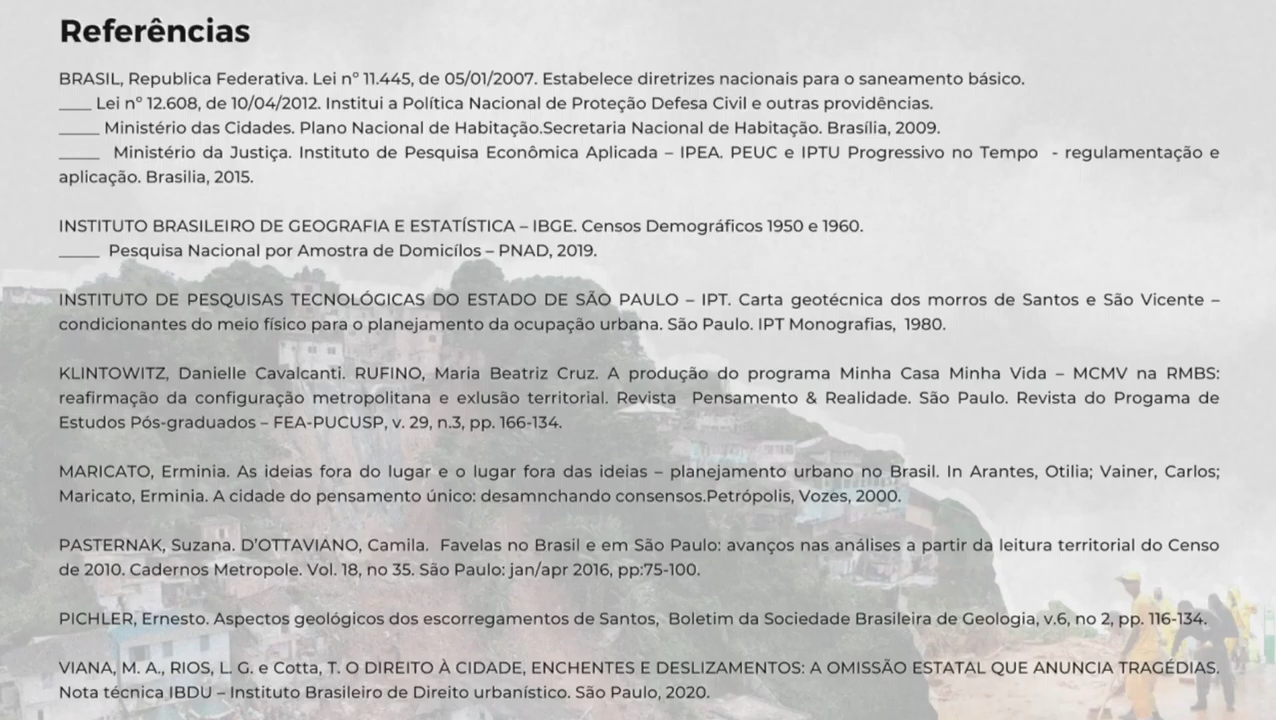 Referências
BRASIL, Republica Federativa. Lei nº 11.445, de 05/01/2007. Estabelece diretrizes nacionais para o saneamento básico.
____ Lei nº 12.608, de 10/04/2012. Institui a Política Nacional de Proteção Defesa Civil e outras providências.
_____ Ministério das Cidades. Plano Nacional de Habitação.Secretaria Nacional de Habitação. Brasília, 2009.
_____ Ministério da Justiça. Instituto de Pesquisa Econômica Aplicada – IPEA. PEUC e IPTU Progressivo no Tempo - regulamentação e
aplicação. Brasilia, 2015.
INSTITUTO BRASILEIRO DE GEOGRAFIA E ESTATÍSTICA – IBGE. Censos Demográficos 1950 e 1960.
_____ Pesquisa Nacional por Amostra de Domicílos – PNAD, 2019.
INSTITUTO DE PESQUISAS TECNOLÓGICAS DO ESTADO DE SÃO PAULO – IPT. Carta geotécnica dos morros de Santos e São Vicente –
condicionantes do meio físico para o planejamento da ocupação urbana. São Paulo. IPT Monografias, 1980.
KLINTOWITZ, Danielle Cavalcanti. RUFINO, Maria Beatriz Cruz. A produção do programa Minha Casa Minha Vida – MCMV na RMBS:
reafirmação da configuração metropolitana e exlusão territorial. Revista Pensamento & Realidade. São Paulo. Revista do Progama de
Estudos Pós-graduados – FEA-PUCUSP, v. 29, n.3, pp. 166-134.
MARICATO, Erminia. As ideias fora do lugar e o lugar fora das ideias – planejamento urbano no Brasil. In Arantes, Otilia; Vainer, Carlos;
Maricato, Erminia. A cidade do pensamento único: desamnchando consensos.Petrópolis, Vozes, 2000.
PASTERNAK, Suzana. D'OTTAVIANO, Camila. Favelas no Brasil e em São Paulo: avanços nas análises a partir da leitura territorial do Censo
de 2010. Cadernos Metropole. Vol. 18, no 35. São Paulo: jan/apr 2016, pp:75-100.
PICHLER, Ernesto. Aspectos geológicos dos escorregamentos de Santos, Boletim da Sociedade Brasileira de Geologia, v.6, no 2, pp. 116-134.
VIANA, M. A., RIOS, L. G. e Cotta, T. O DIREITO À CIDADE, ENCHENTES E DESLIZAMENTOS: A OMISSÃO ESTATAL QUE ANUNCIA TRAGÉDIAS.
Nota técnica IBDU – Instituto Brasileiro de Direito urbanístico. São Paulo, 2020.